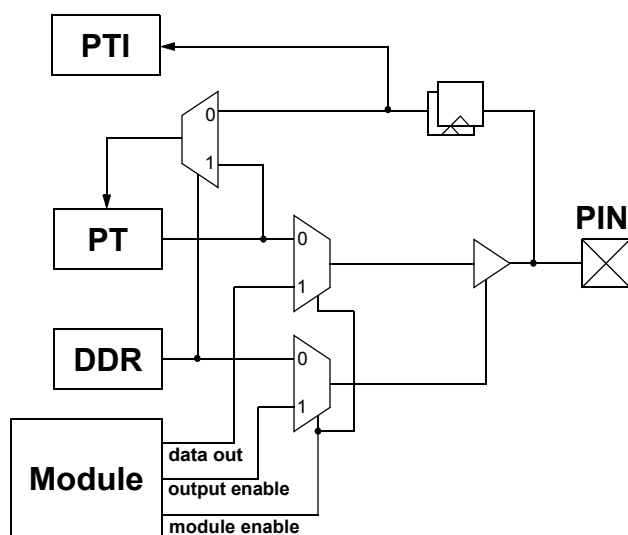 PTI
0
1
PT
PIN
0
1
DDR
0
1
Module
data out
output enable
module enable